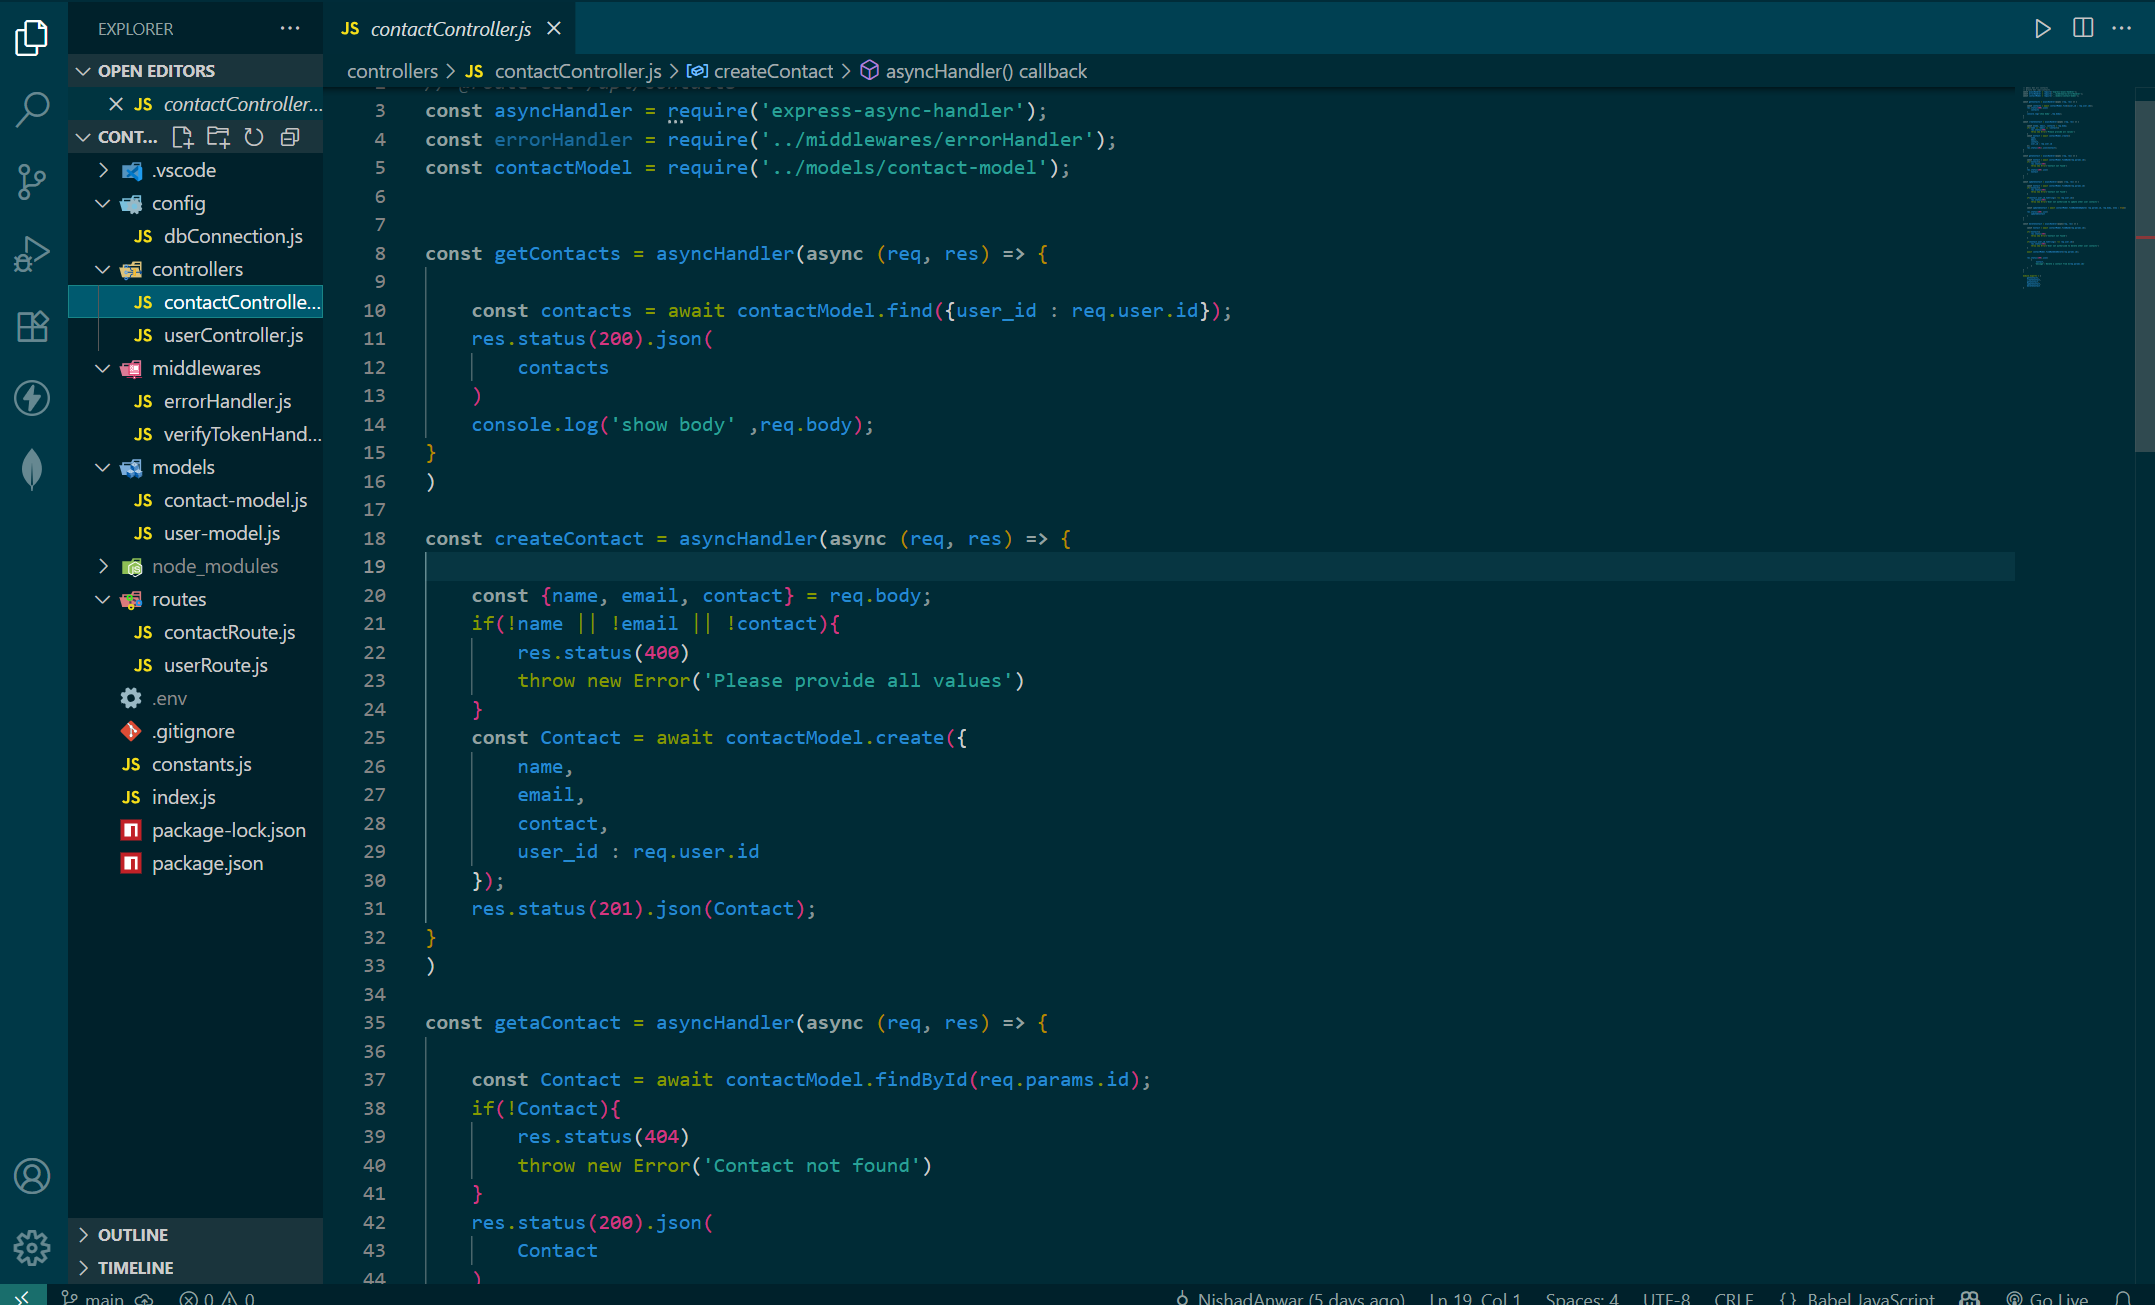 EXPLORER
OPEN EDITORS
JS contactController...
CONT...
.vscode
config
JS dbConnection.js
controllers
JS contactControlle...
JS userController.js
middlewares
JS errorHandler.js
JS verifyTokenHand...
models
JS contact-model.js
JS user-model.js
node_modules
routes
JS contactRoute.js
JS userRoute.js
.env
.gitignore
JS constants.js
JS index.js
package-lock.json
package.json
OUTLINE
TIMELINE
JS contactController.js
controllers > JS contactController.js > createContact > asyncHandler() callback
3 const asyncHandler = require('express-async-handler');
4 const errorHandler = require('../middlewares/errorHandler');
5 const contactModel = require('../models/contact-model');
6
7
8 const getContacts = asyncHandler(async (req, res) => {
9
10 const contacts = await contactModel.find({user_id : req.user.id});
11 res.status(200).json(
12 contacts
13 )
14 console.log('show body' ,req.body);
15 }
16 )
17
18 const createContact = asyncHandler(async (req, res) => {
19
20 const {name, email, contact} = req.body;
21 if(!name || !email || !contact){
22 res.status(400)
23 throw new Error('Please provide all values')
24 }
25 const Contact = await contactModel.create({
26 name,
27 email,
28 contact,
29 user_id : req.user.id
30 });
31 res.status(201).json(Contact);
32 }
33 )
34
35 const getaContact = asyncHandler(async (req, res) => {
36
37 const Contact = await contactModel.findById(req.params.id);
38 if(!Contact){
39 res.status(404)
40 throw new Error('Contact not found')
41 }
42 res.status(200).json(
43 Contact
44 )
main 0 0 NishadAnwar (5 days ago) Ln 19, Col 1 Spaces: 4 UTF-8 CRLF {} Babel JavaScript Go Live